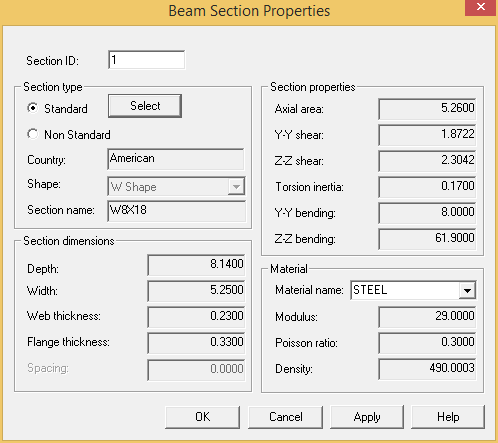 Beam Section Properties
Section ID: 1
Section type
Standard Select
Non Standard
Country: American
Shape: W Shape
Section name: W8X18
Section dimensions
Depth: 8.1400
Width: 5.2500
Web thickness: 0.2300
Flange thickness: 0.3300
Spacing: 0.0000
Section properties
Axial area: 5.2600
Y-Y shear: 1.8722
Z-Z shear: 2.3042
Torsion inertia: 0.1700
Y-Y bending: 8.0000
Z-Z bending: 61.9000
Material
Material name: STEEL
Modulus: 29.0000
Poisson ratio: 0.3000
Density: 490.0003
OK Cancel Apply Help